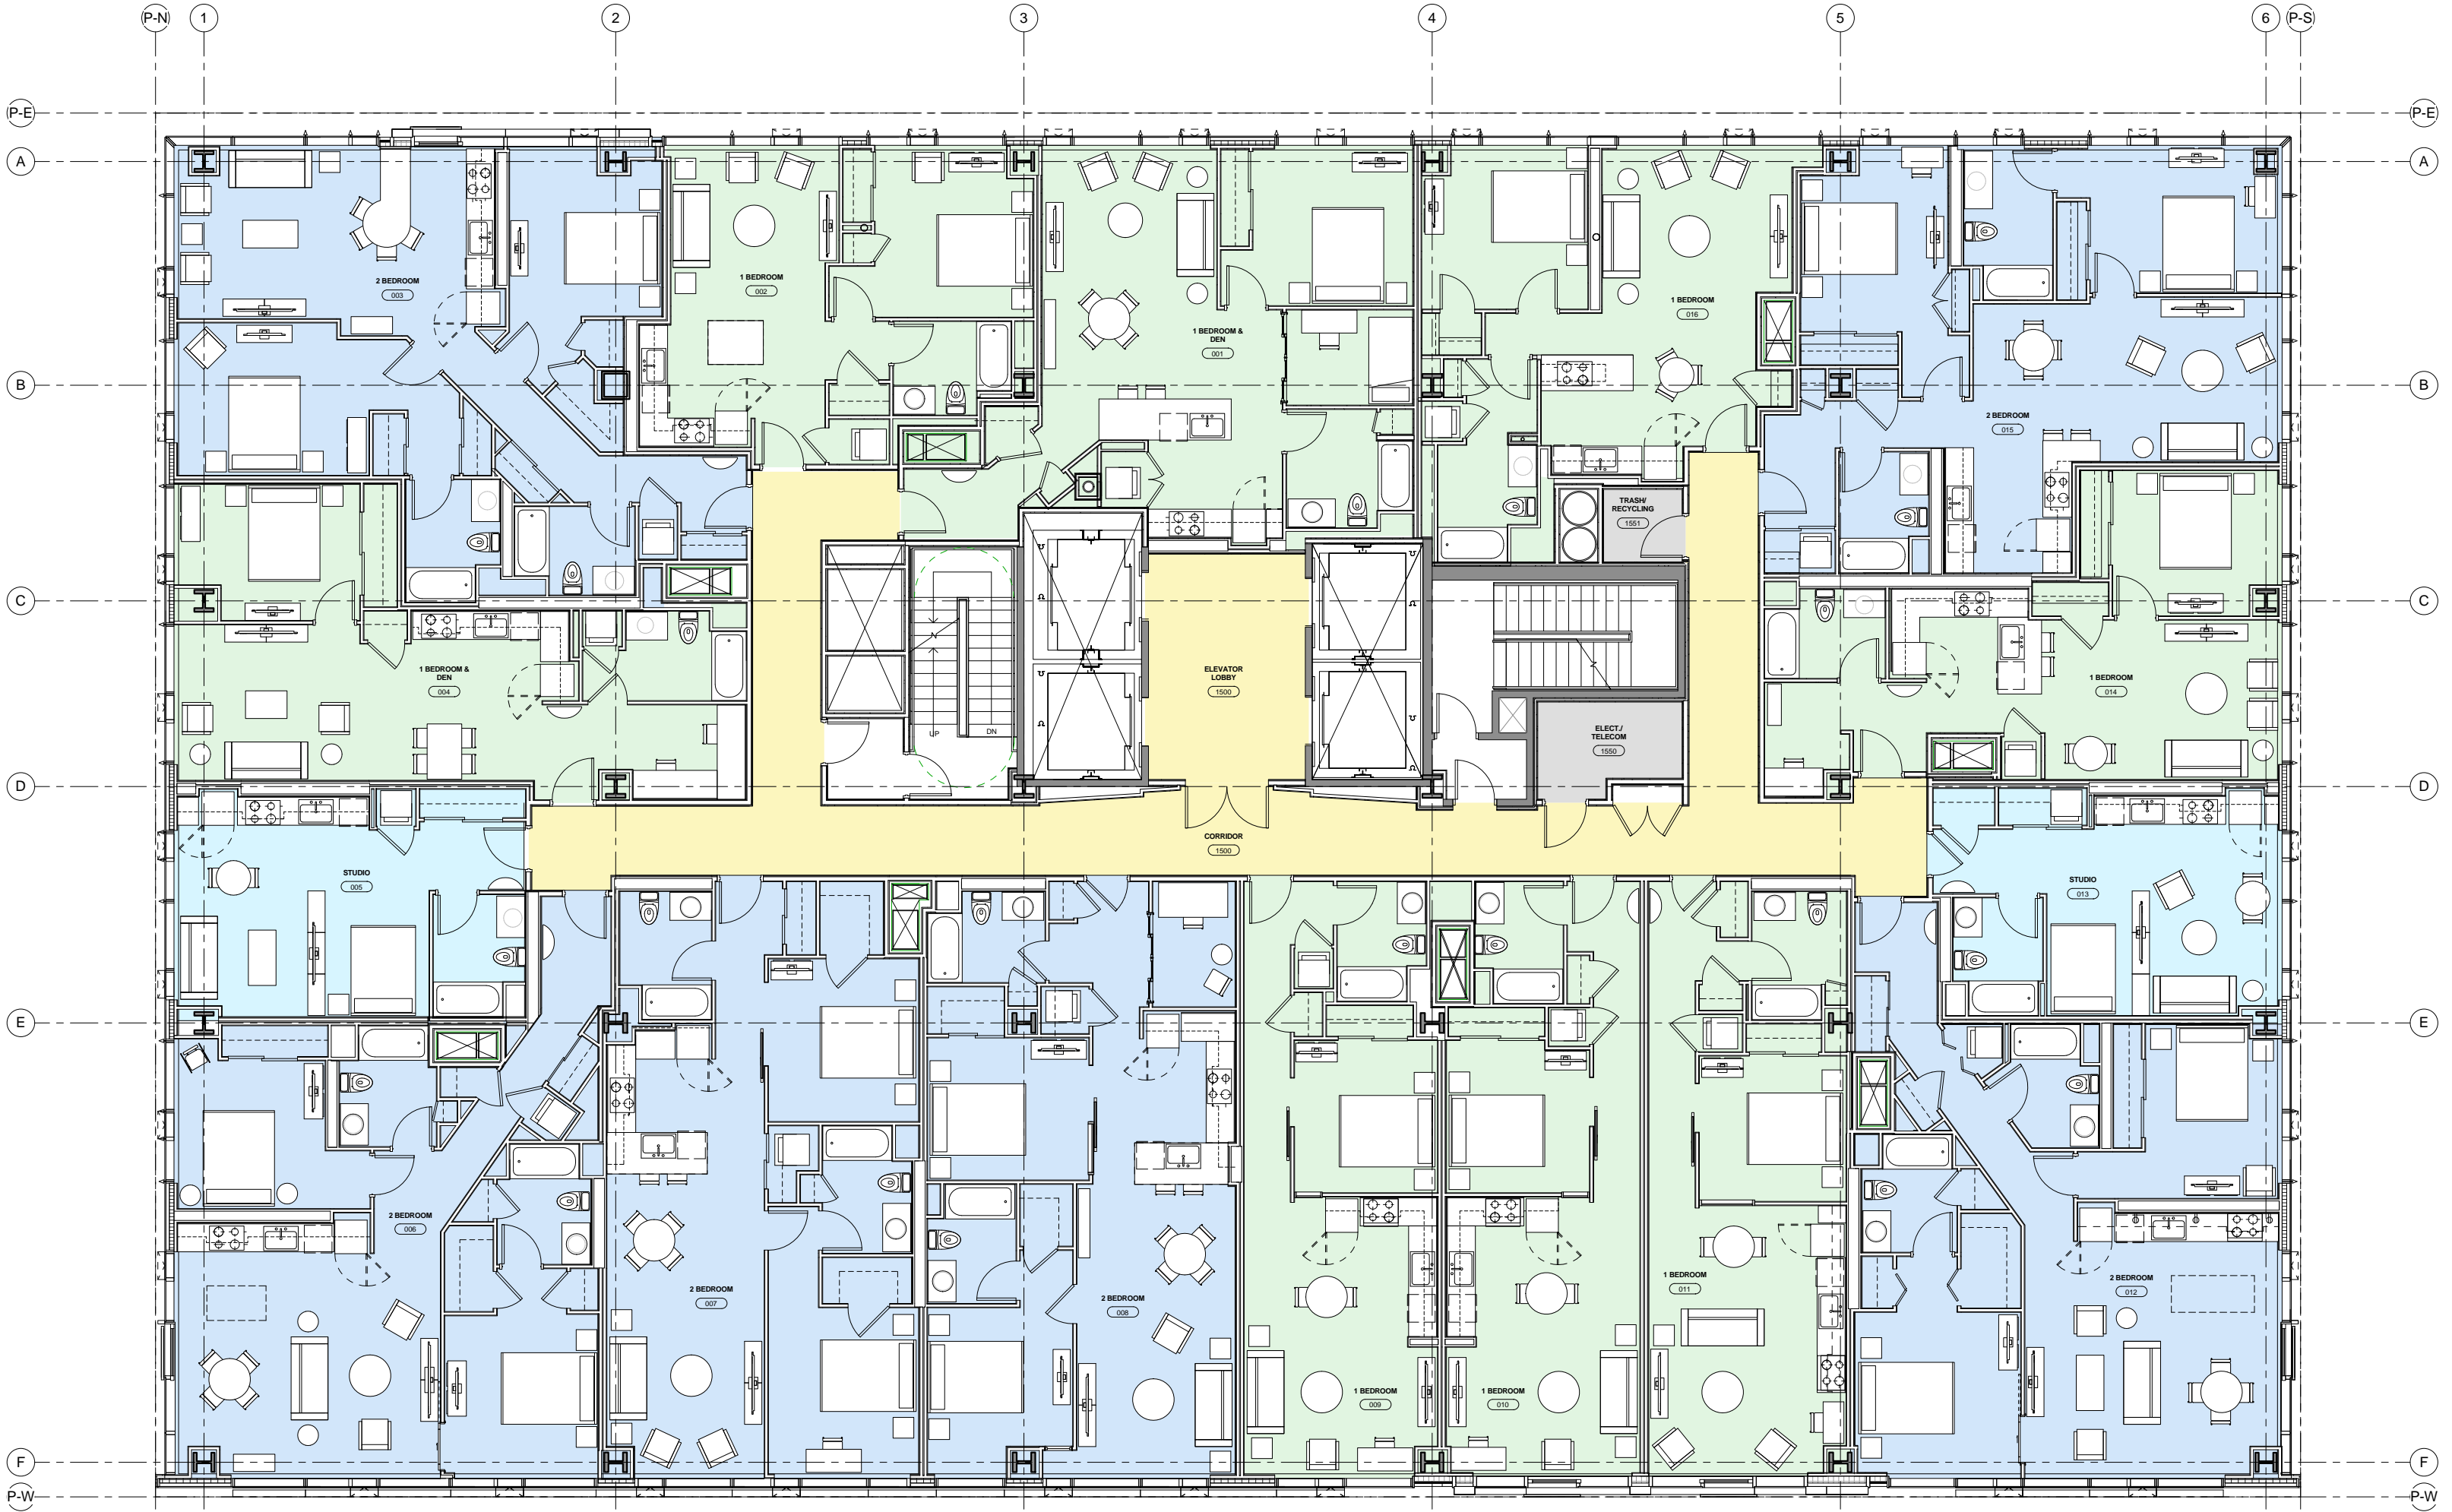 P-N 1 2 3 4 5 6 P-S
P-E P-E
A A
2 BEDROOM
003
1 BEDROOM
002
1 BEDROOM &
DEN
001
1 BEDROOM
016
B B
2 BEDROOM
015
TRASH/
RECYCLING
1551
C C
1 BEDROOM &
DEN
004
N
UP DN
ELEVATOR
LOBBY
1500
ELECT./
TELECOM
1550
1 BEDROOM
014
D D
CORRIDOR
1500
STUDIO
005
STUDIO
013
E E
2 BEDROOM
006
2 BEDROOM
007
2 BEDROOM
008
1 BEDROOM
009
1 BEDROOM
010
1 BEDROOM
011
2 BEDROOM
012
F F
P-W P-W